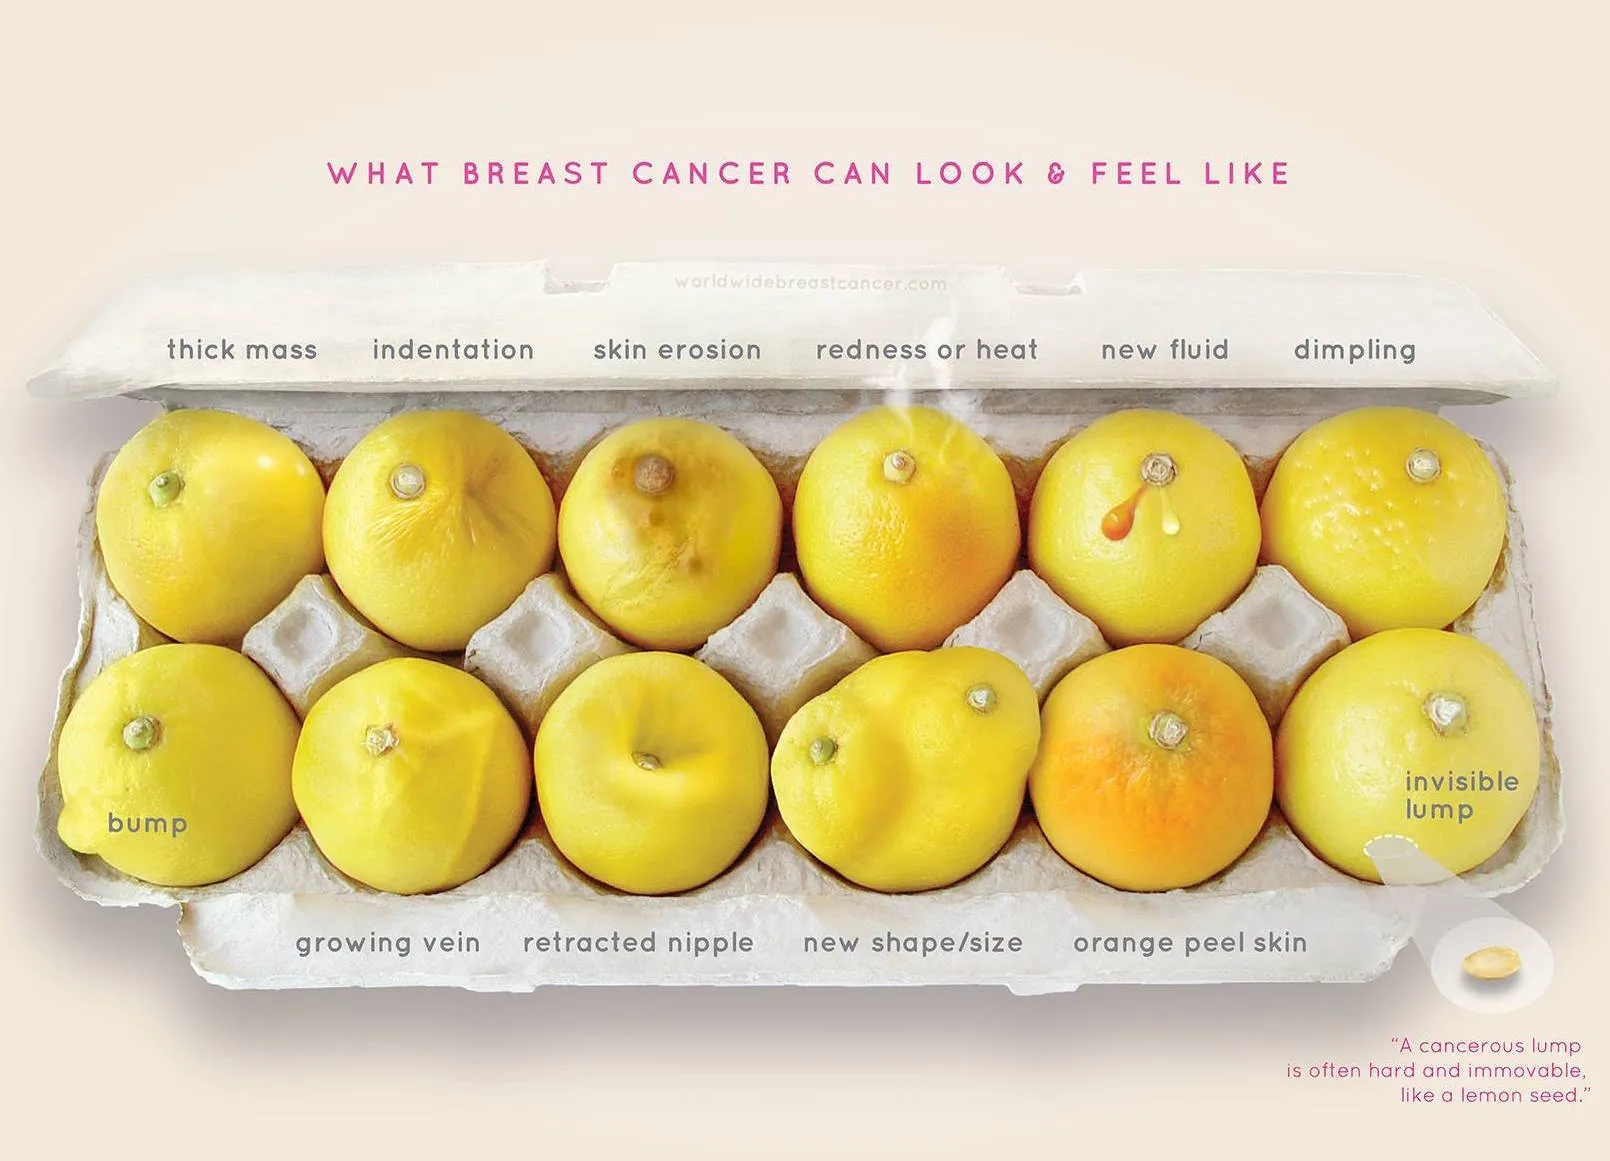 WHAT BREAST CANCER CAN LOOK & FEEL LIKE
worldwidebreastcancer.com
thick mass indentation skin erosion redness or heat new fluid dimpling
bump
invisible
lump
growing vein retracted nipple new shape/size orange peel skin
“A cancerous lump
is often hard and immovable,
like a lemon seed.”